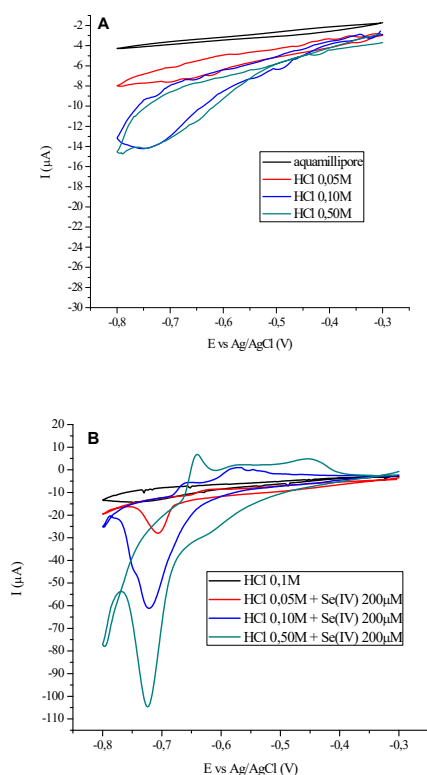 A
-2
-4
-6
-8
-10
-12
-14
-16
-18
-20
-22
-24
-26
-28
-30
I (µA)
aquamillipore
HCl 0,05M
HCl 0,10M
HCl 0,50M
-0,8 -0,7 -0,6 -0,5 -0,4 -0,3
E vs Ag/AgCl (V)
B
20
10
0
-10
-20
-30
-40
-50
-60
-70
-80
-90
-100
-110
I (µA)
HCl 0,1M
HCl 0,05M + Se(IV) 200µM
HCl 0,10M + Se(IV) 200µM
HCl 0,50M + Se(IV) 200µM
-0,8 -0,7 -0,6 -0,5 -0,4 -0,3
E vs Ag/AgCl (V)